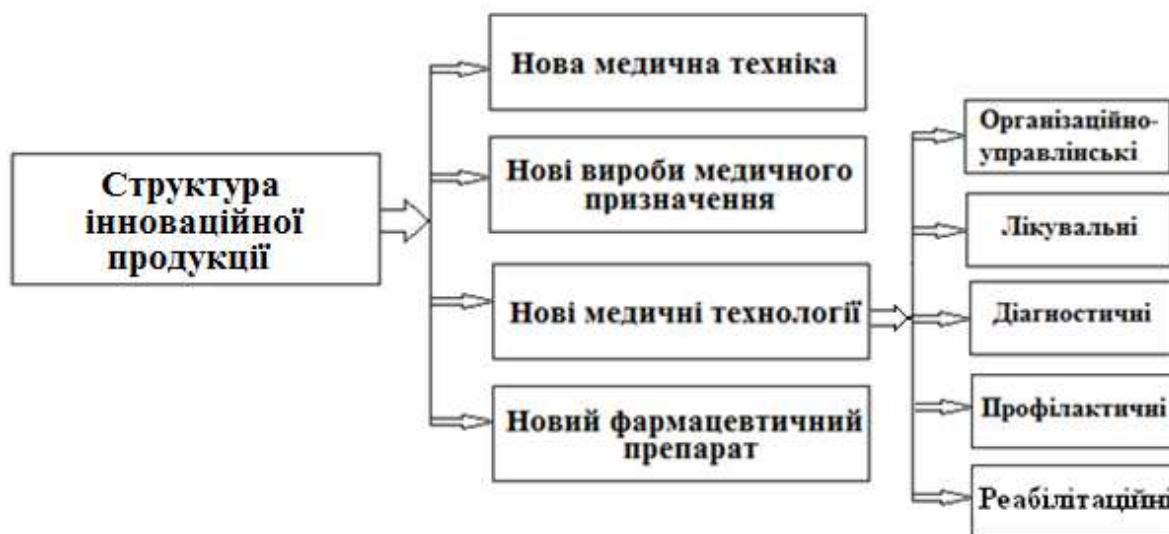 Структура
інноваційної
продукції
Нова медична техніка
Нові вироби медичного
призначення
Нові медичні технології
Новий фармацевтичний
препарат
Організаційно-
управлінські
Лікувальні
Діагностичні
Профілактичні
Реабілітаційні